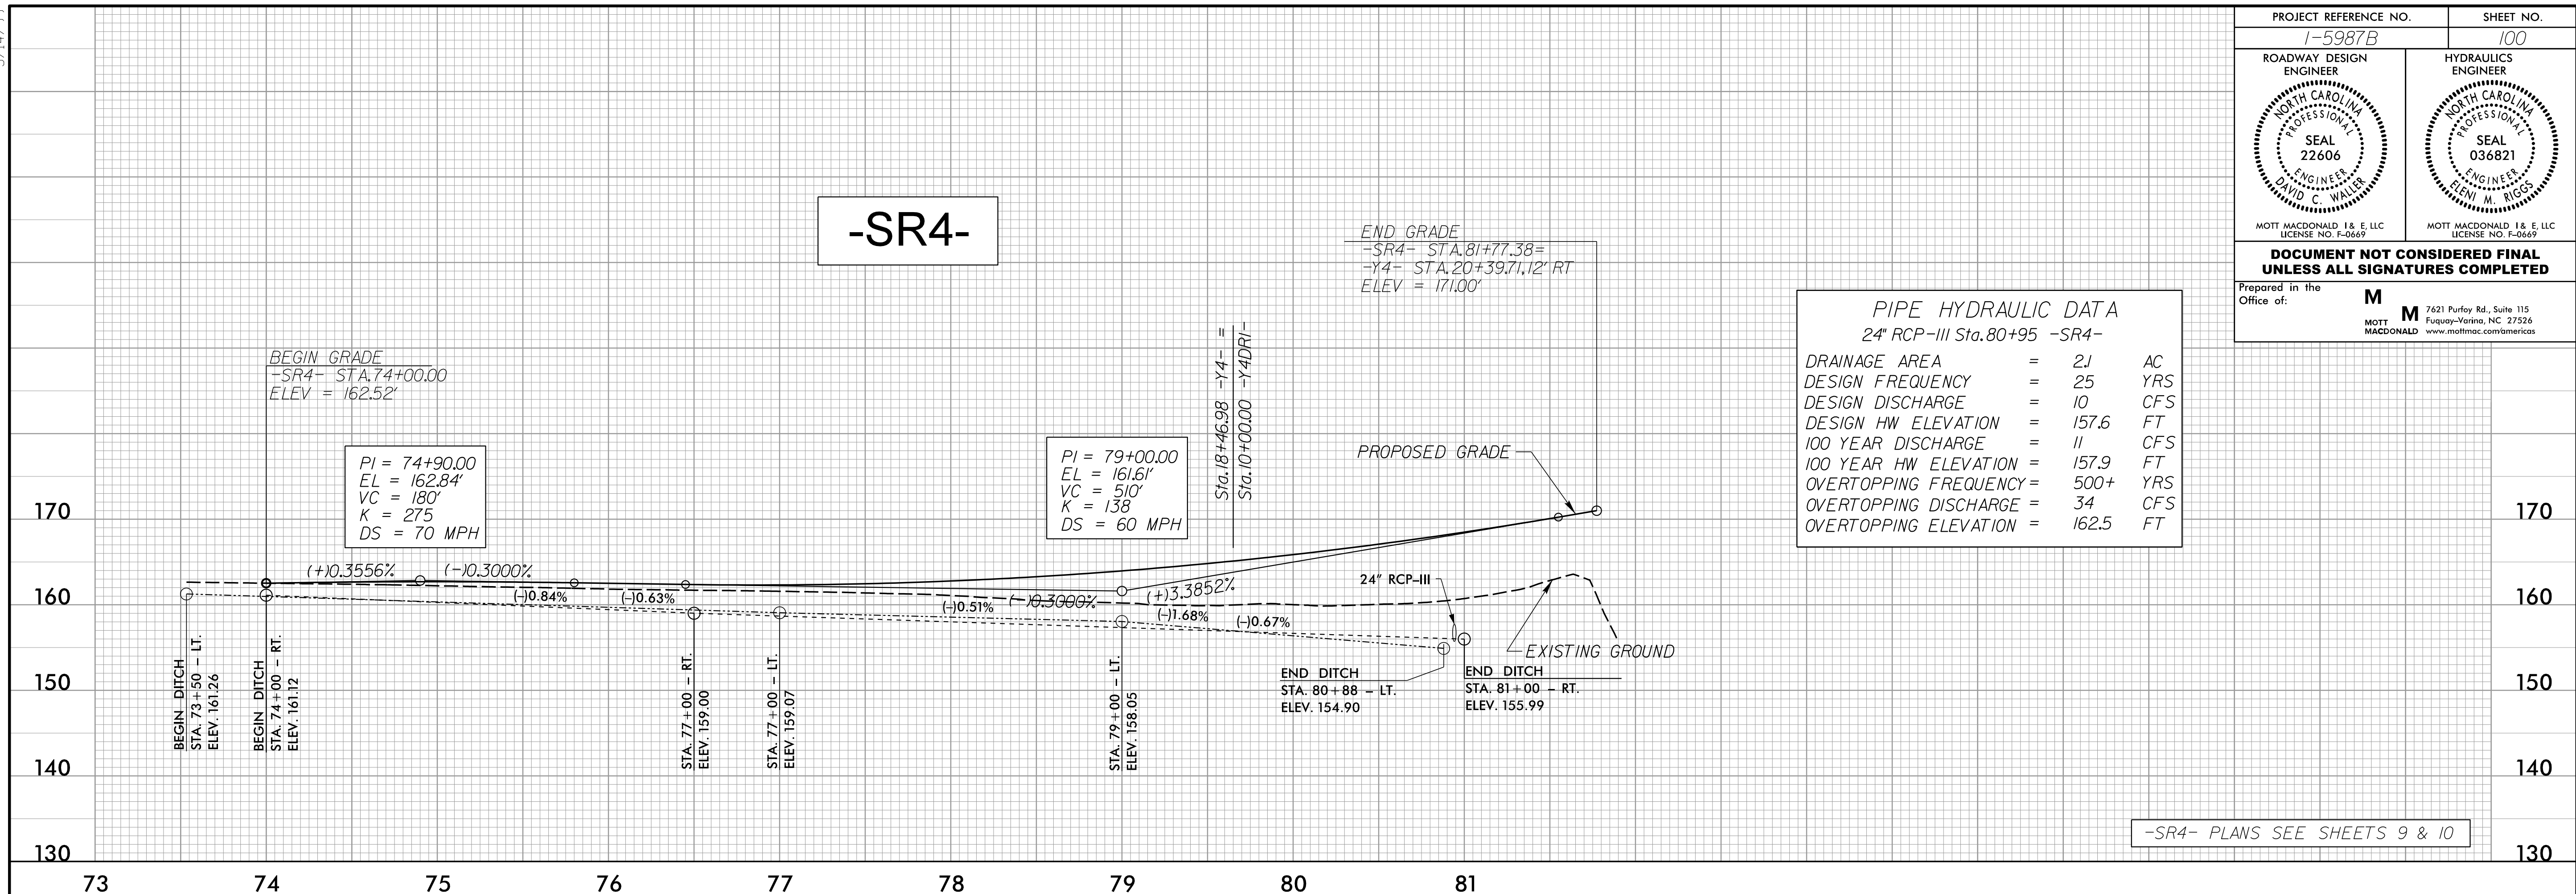 PROJECT REFERENCE NO. SHEET NO.
I-5987B 100
ROADWAY DESIGN ENGINEER
HYDRAULICS ENGINEER
NORTH CAROLINA
PROFESSIONAL
SEAL
22606
ENGINEER
DAVID C. WALLER
NORTH CAROLINA
PROFESSIONAL
SEAL
036821
ENGINEER
ELENI M. RIGGS
MOTT MACDONALD I & E, LLC
LICENSE NO. F-0669
MOTT MACDONALD I & E, LLC
LICENSE NO. F-0669
DOCUMENT NOT CONSIDERED FINAL
UNLESS ALL SIGNATURES COMPLETED
Prepared in the
Office of:
M
M
MOTT
MACDONALD
7621 Purfoy Rd., Suite 115
Fuquay-Varina, NC 27526
www.mottmac.com/americas
-SR4-
END GRADE
-SR4- STA.81+77.38=
-Y4- STA.20+39.71,12' RT
ELEV = 171.00'
BEGIN GRADE
-SR4- STA.74+00.00
ELEV = 162.52'
Sta.18+46.98 -Y4- =
Sta.10+00.00 -Y4DR1-
PIPE HYDRAULIC DATA
24" RCP-III Sta.80+95 -SR4-
DRAINAGE AREA = 2.1 AC
DESIGN FREQUENCY = 25 YRS
DESIGN DISCHARGE = 10 CFS
DESIGN HW ELEVATION = 157.6 FT
100 YEAR DISCHARGE = 11 CFS
100 YEAR HW ELEVATION = 157.9 FT
OVERTOPPING FREQUENCY = 500+ YRS
OVERTOPPING DISCHARGE = 34 CFS
OVERTOPPING ELEVATION = 162.5 FT
PI = 74+90.00
EL = 162.84'
VC = 180'
K = 275
DS = 70 MPH
PI = 79+00.00
EL = 161.61'
VC = 510'
K = 138
DS = 60 MPH
PROPOSED GRADE
170 170
(+)0.3556% (-)0.3000%
(-)0.3000% (+)3.3852%
24" RCP-III
160 160
(-)0.84% (-)0.63% (-)0.51% (-)1.68% (-)0.67%
EXISTING GROUND
BEGIN DITCH
STA. 73+50 - LT.
ELEV. 161.26
BEGIN DITCH
STA. 74+00 - RT.
ELEV. 161.12
STA. 77+00 - RT.
ELEV. 159.00
STA. 77+00 - LT.
ELEV. 159.07
STA. 79+00 - LT.
ELEV. 158.05
END DITCH
STA. 80+88 - LT.
ELEV. 154.90
END DITCH
STA. 81+00 - RT.
ELEV. 155.99
150 150
140 140
-SR4- PLANS SEE SHEETS 9 & 10
130 130
73 74 75 76 77 78 79 80 81